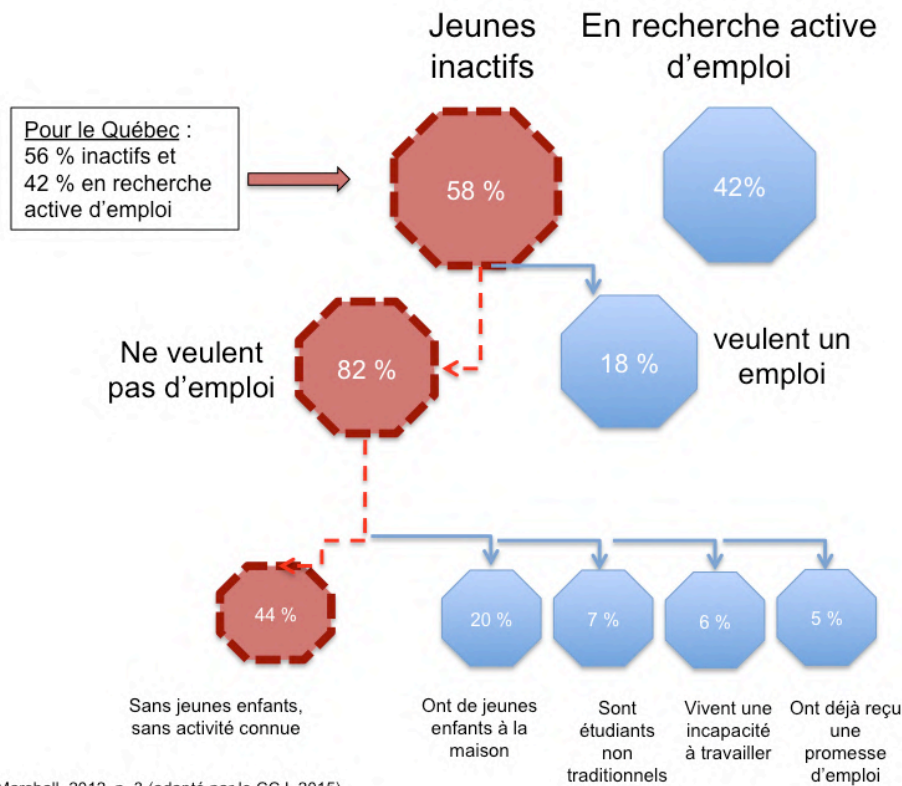 Jeunes
inactifs
En recherche active
d'emploi
Pour le Québec :
56 % inactifs et
42 % en recherche
active d'emploi
58 %
42%
Ne veulent
pas d'emploi
82 %
18 %
veulent un
emploi
44 %
20 %
7 %
6 %
5 %
Sans jeunes enfants,
sans activité connue
Ont de jeunes
enfants à la
maison
Sont
étudiants
non
traditionnels
Vivent une
incapacité
à travailler
Ont déjà reçu
une
promesse
d'emploi